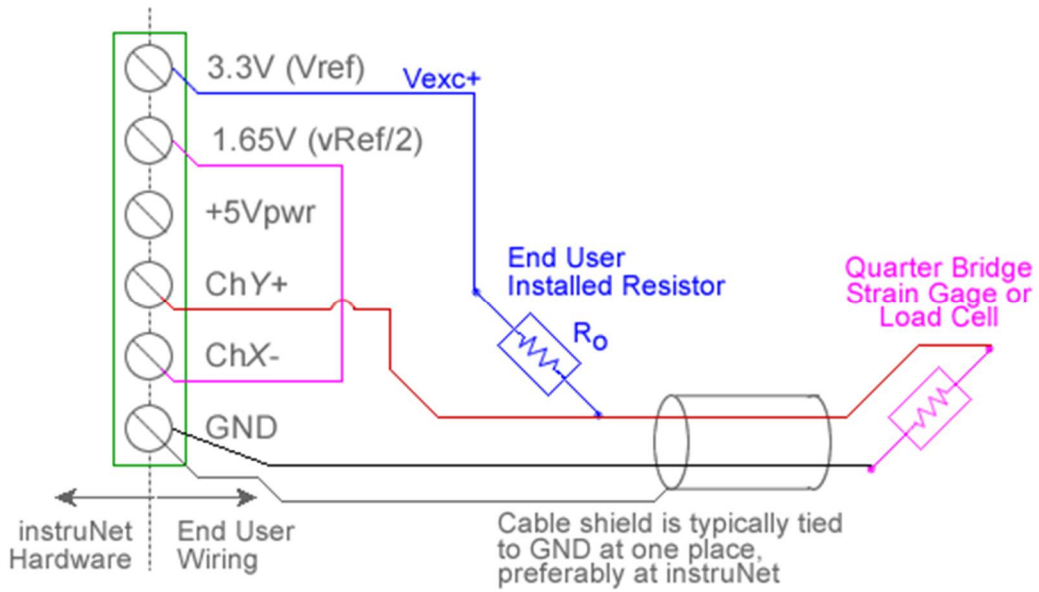 3.3V (Vref)
Vexc+
1.65V (vRef/2)
+5Vpwr
ChY+
ChX-
GND
End User
Installed Resistor
Ro
Quarter Bridge
Strain Gage or
Load Cell
instruNet
Hardware
End User
Wiring
Cable shield is typically tied
to GND at one place,
preferably at instruNet